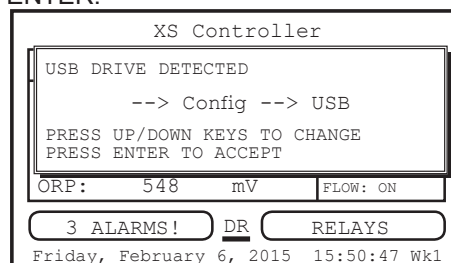 ENTER.
XS Controller
USB DRIVE DETECTED
--> Config --> USB
PRESS UP/DOWN KEYS TO CHANGE
PRESS ENTER TO ACCEPT
ORP: 548 mV FLOW: ON
3 ALARMS! DR RELAYS
Friday, February 6, 2015 15:50:47 Wk1